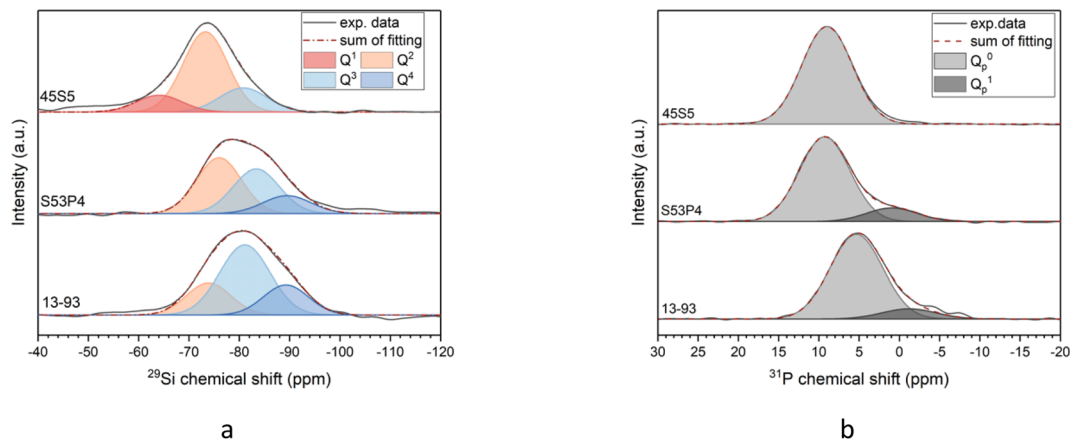 exp. data
sum of fitting
Q¹ Q²
Q³ Q⁴
45S5
S53P4
13-93
Intensity (a.u.)
-40 -50 -60 -70 -80 -90 -100 -110 -120
²⁹Si chemical shift (ppm)
a
exp.data
sum of fitting
Qₚ⁰
Qₚ¹
45S5
S53P4
13-93
Intensity (a.u.)
30 25 20 15 10 5 0 -5 -10 -15 -20
³¹P chemical shift (ppm)
b